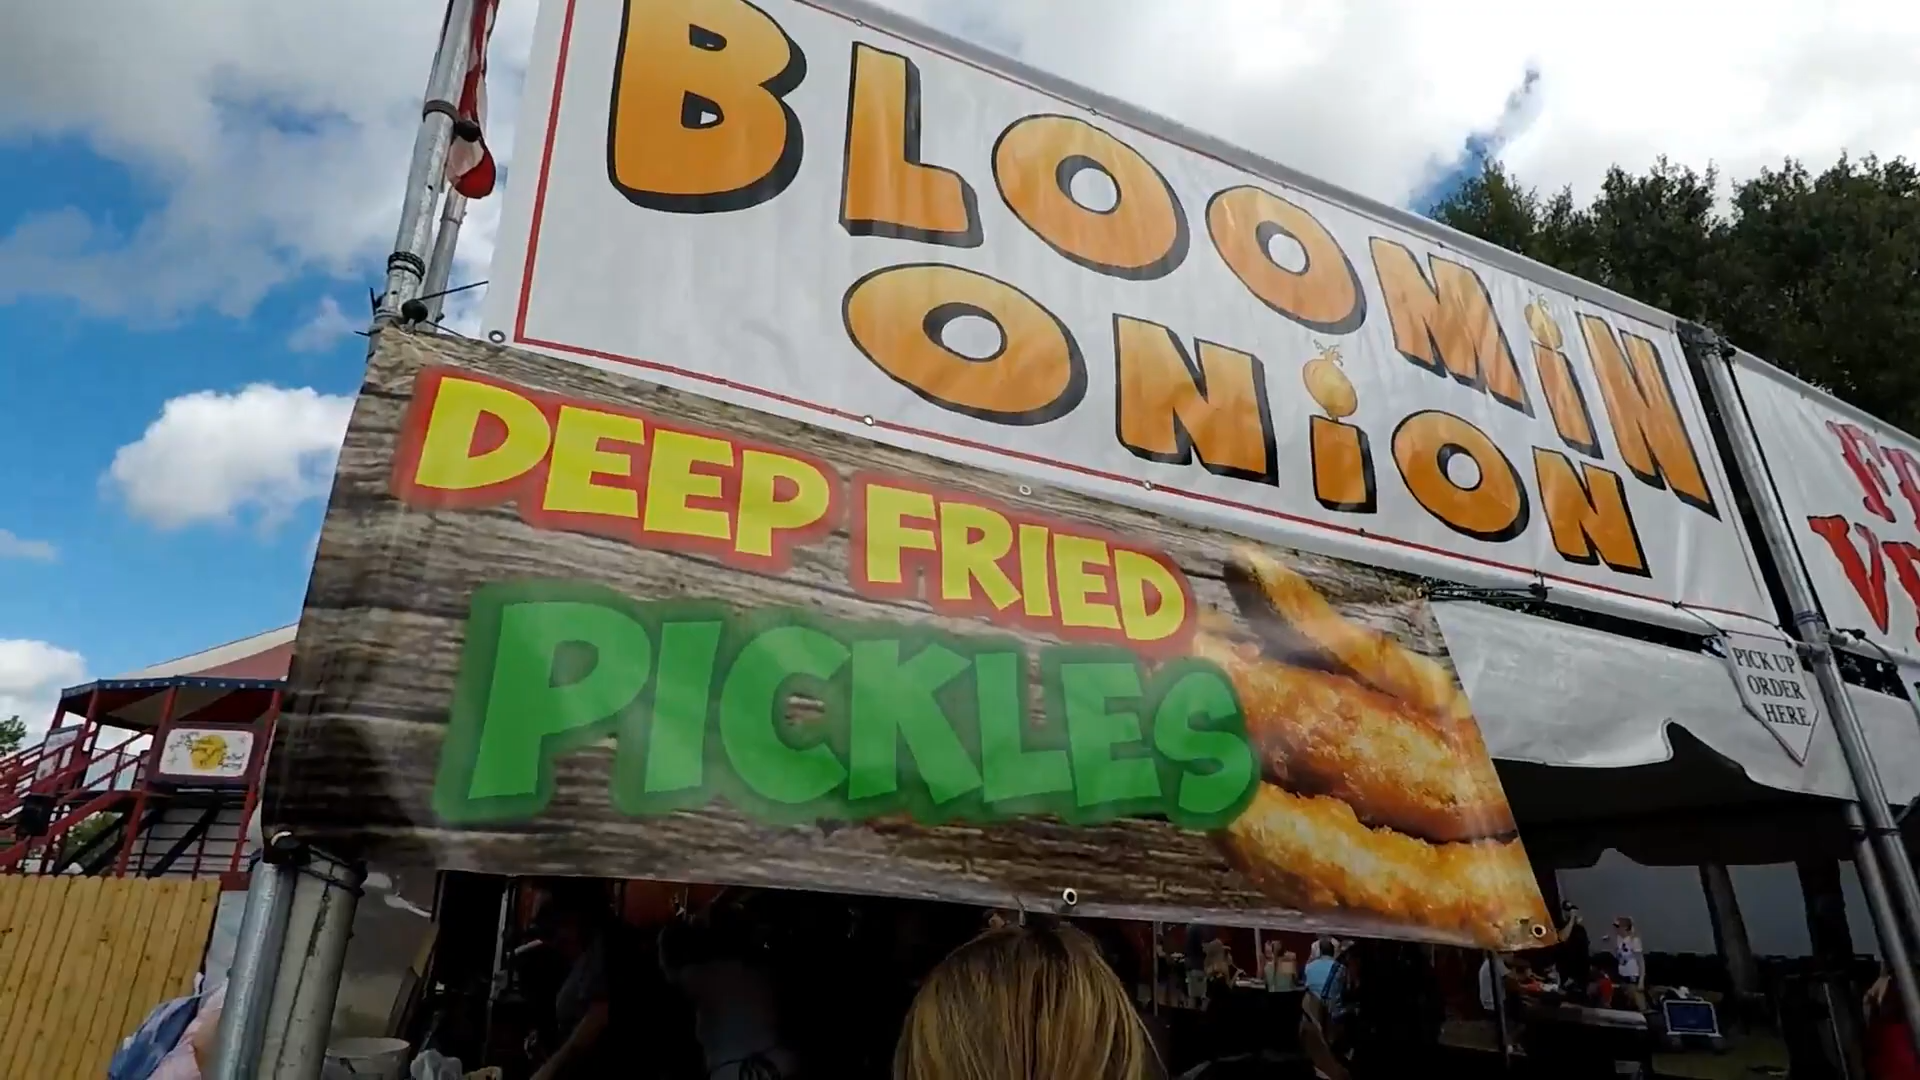 BLOOMiN
ONiON
DEEP FRIED
PICKLES
PICK UP
ORDER
HERE